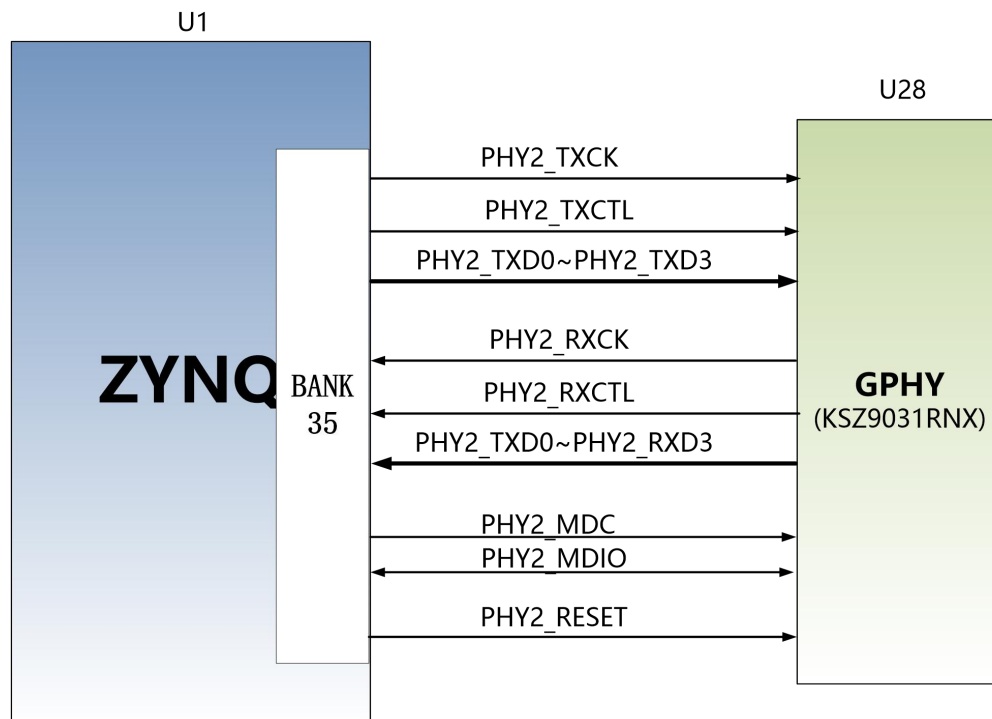 U1
U28
PHY2_TXCK
PHY2_TXCTL
PHY2_TXD0~PHY2_TXD3
PHY2_RXCK
ZYNQ
BANK
35
PHY2_RXCTL
GPHY
(KSZ9031RNX)
PHY2_TXD0~PHY2_RXD3
PHY2_MDC
PHY2_MDIO
PHY2_RESET